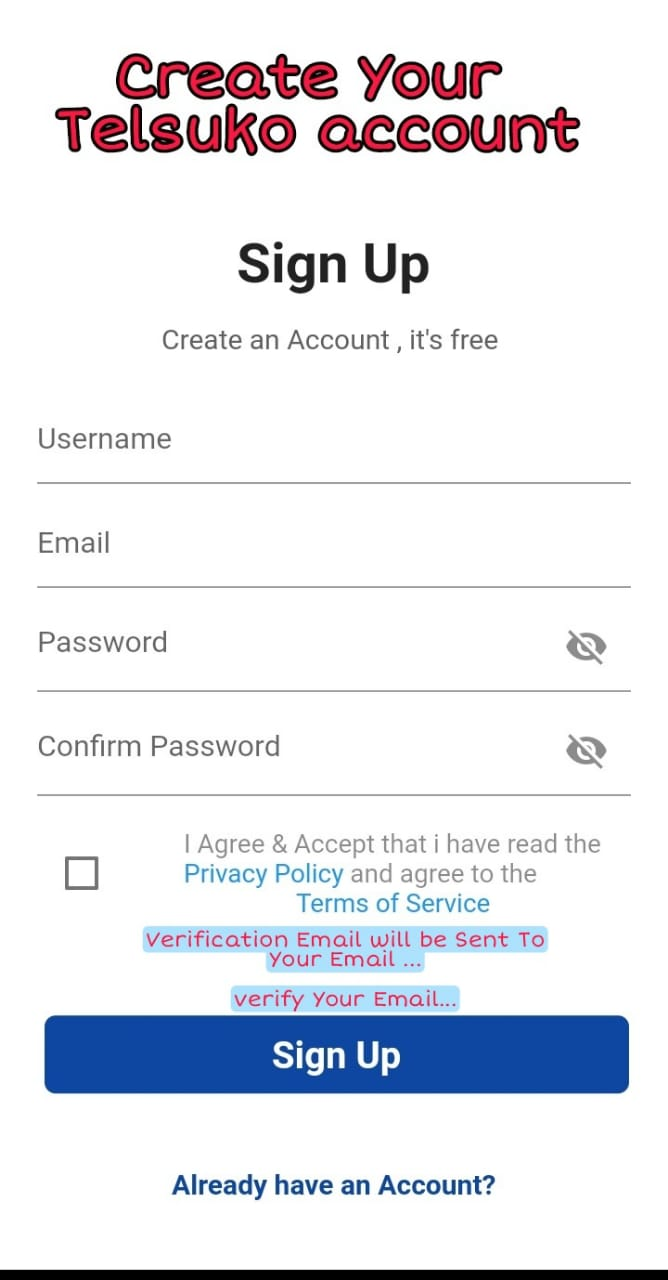 Create Your
Telsuko account
Sign Up
Create an Account , it's free
Username
Email
Password
Confirm Password
I Agree & Accept that i have read the
Privacy Policy and agree to the
Terms of Service
Verification Email will be Sent To
Your Email ...
verify Your Email...
Sign Up
Already have an Account?